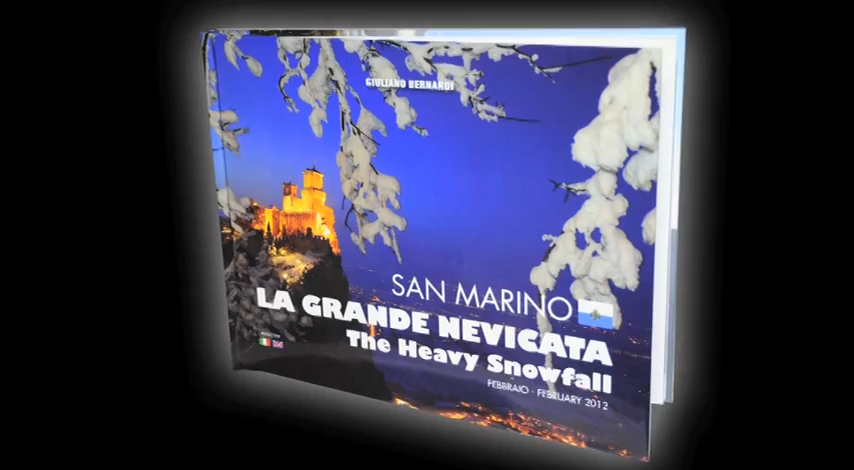 GIULIANO BERNARDI
SAN MARINO
LA GRANDE NEVICATA
The Heavy Snowfall
FEBBRAIO - FEBRUARY 2012